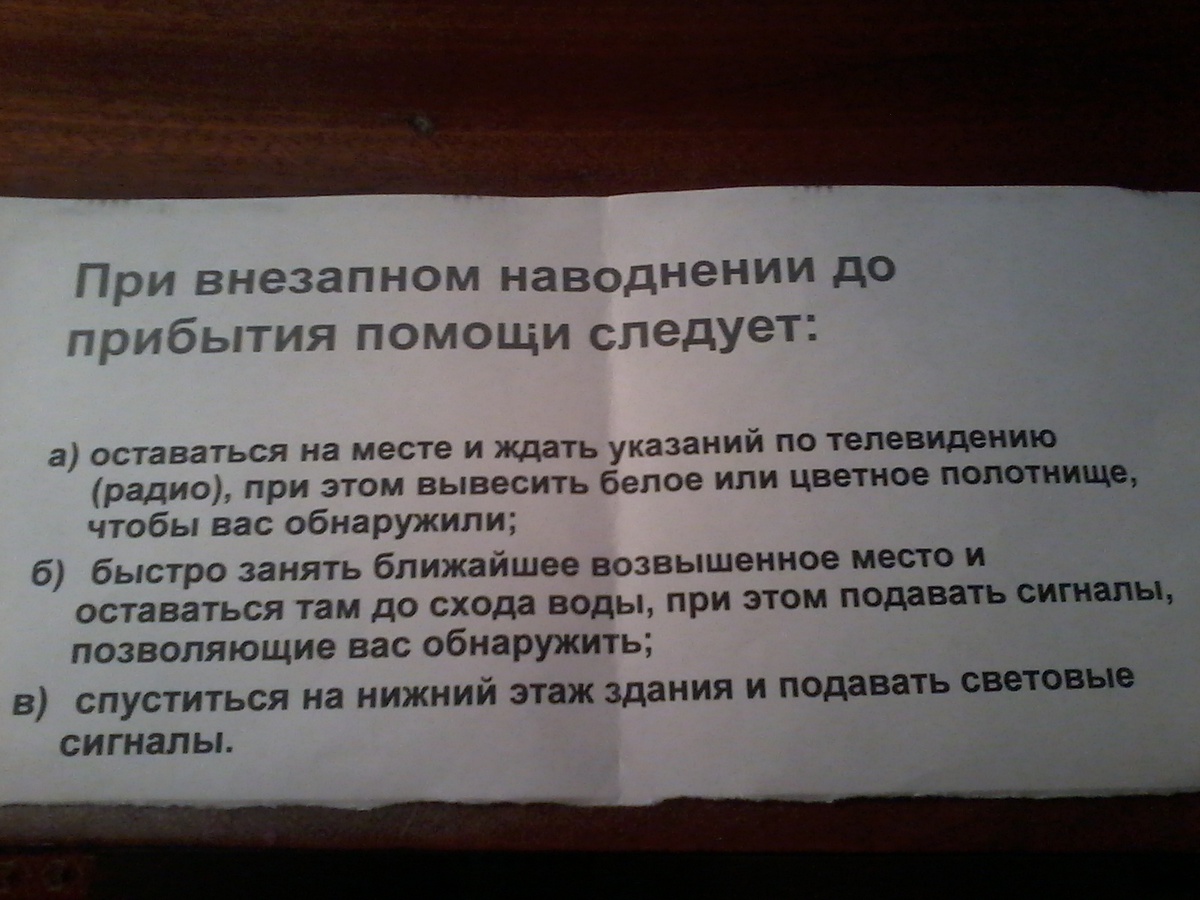 При внезапном наводнении до
прибытия помощи следует:
а) оставаться на месте и ждать указаний по телевидению
(радио), при этом вывесить белое или цветное полотнище,
чтобы вас обнаружили;
б) быстро занять ближайшее возвышенное место и
оставаться там до схода воды, при этом подавать сигналы,
позволяющие вас обнаружить;
в) спуститься на нижний этаж здания и подавать световые
сигналы.